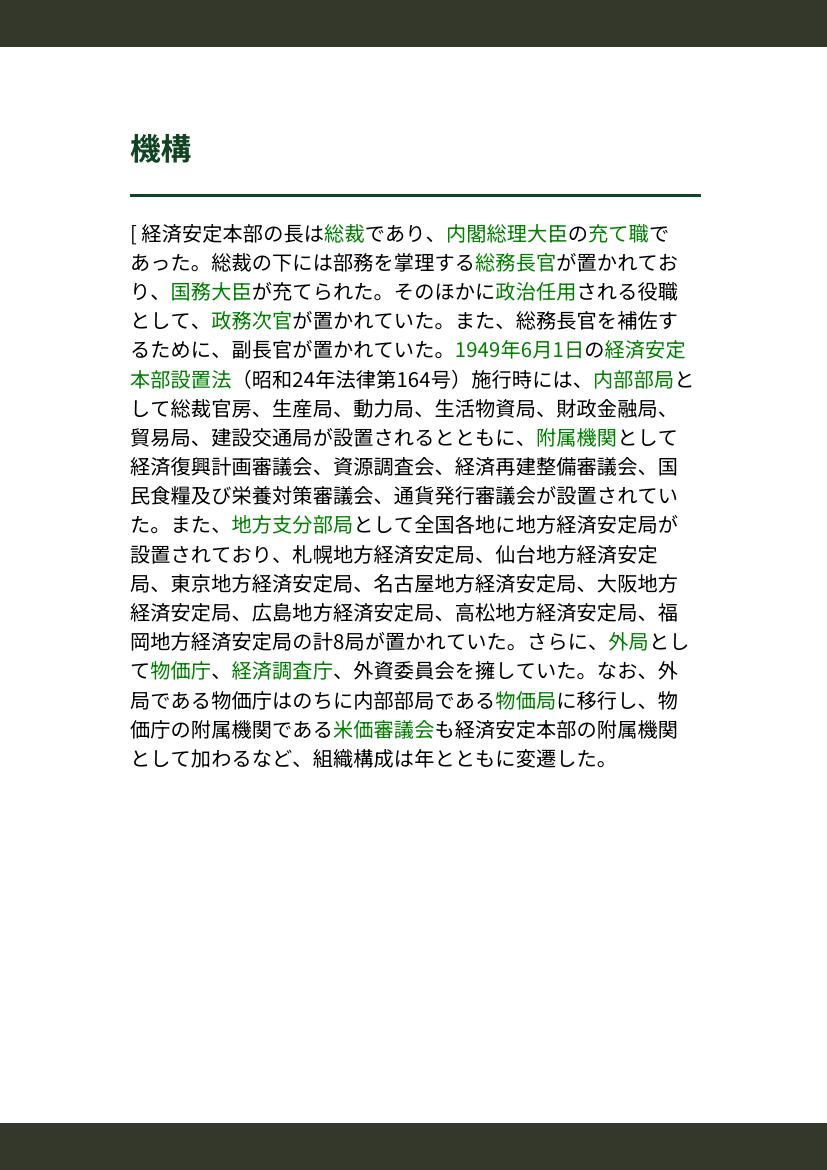 機構
[ 経済安定本部の長は総裁であり、内閣総理大臣の充て職で
あった。総裁の下には部務を掌理する総務長官が置かれてお
り、国務大臣が充てられた。そのほかに政治任用される役職
として、政務次官が置かれていた。また、総務長官を補佐す
るために、副長官が置かれていた。1949年6月1日の経済安定
本部設置法（昭和24年法律第164号）施行時には、内部部局と
して総裁官房、生産局、動力局、生活物資局、財政金融局、
貿易局、建設交通局が設置されるとともに、附属機関として
経済復興計画審議会、資源調査会、経済再建整備審議会、国
民食糧及び栄養対策審議会、通貨発行審議会が設置されてい
た。また、地方支分部局として全国各地に地方経済安定局が
設置されており、札幌地方経済安定局、仙台地方経済安定
局、東京地方経済安定局、名古屋地方経済安定局、大阪地方
経済安定局、広島地方経済安定局、高松地方経済安定局、福
岡地方経済安定局の計8局が置かれていた。さらに、外局とし
て物価庁、経済調査庁、外資委員会を擁していた。なお、外
局である物価庁はのちに内部部局である物価局に移行し、物
価庁の附属機関である米価審議会も経済安定本部の附属機関
として加わるなど、組織構成は年とともに変遷した。